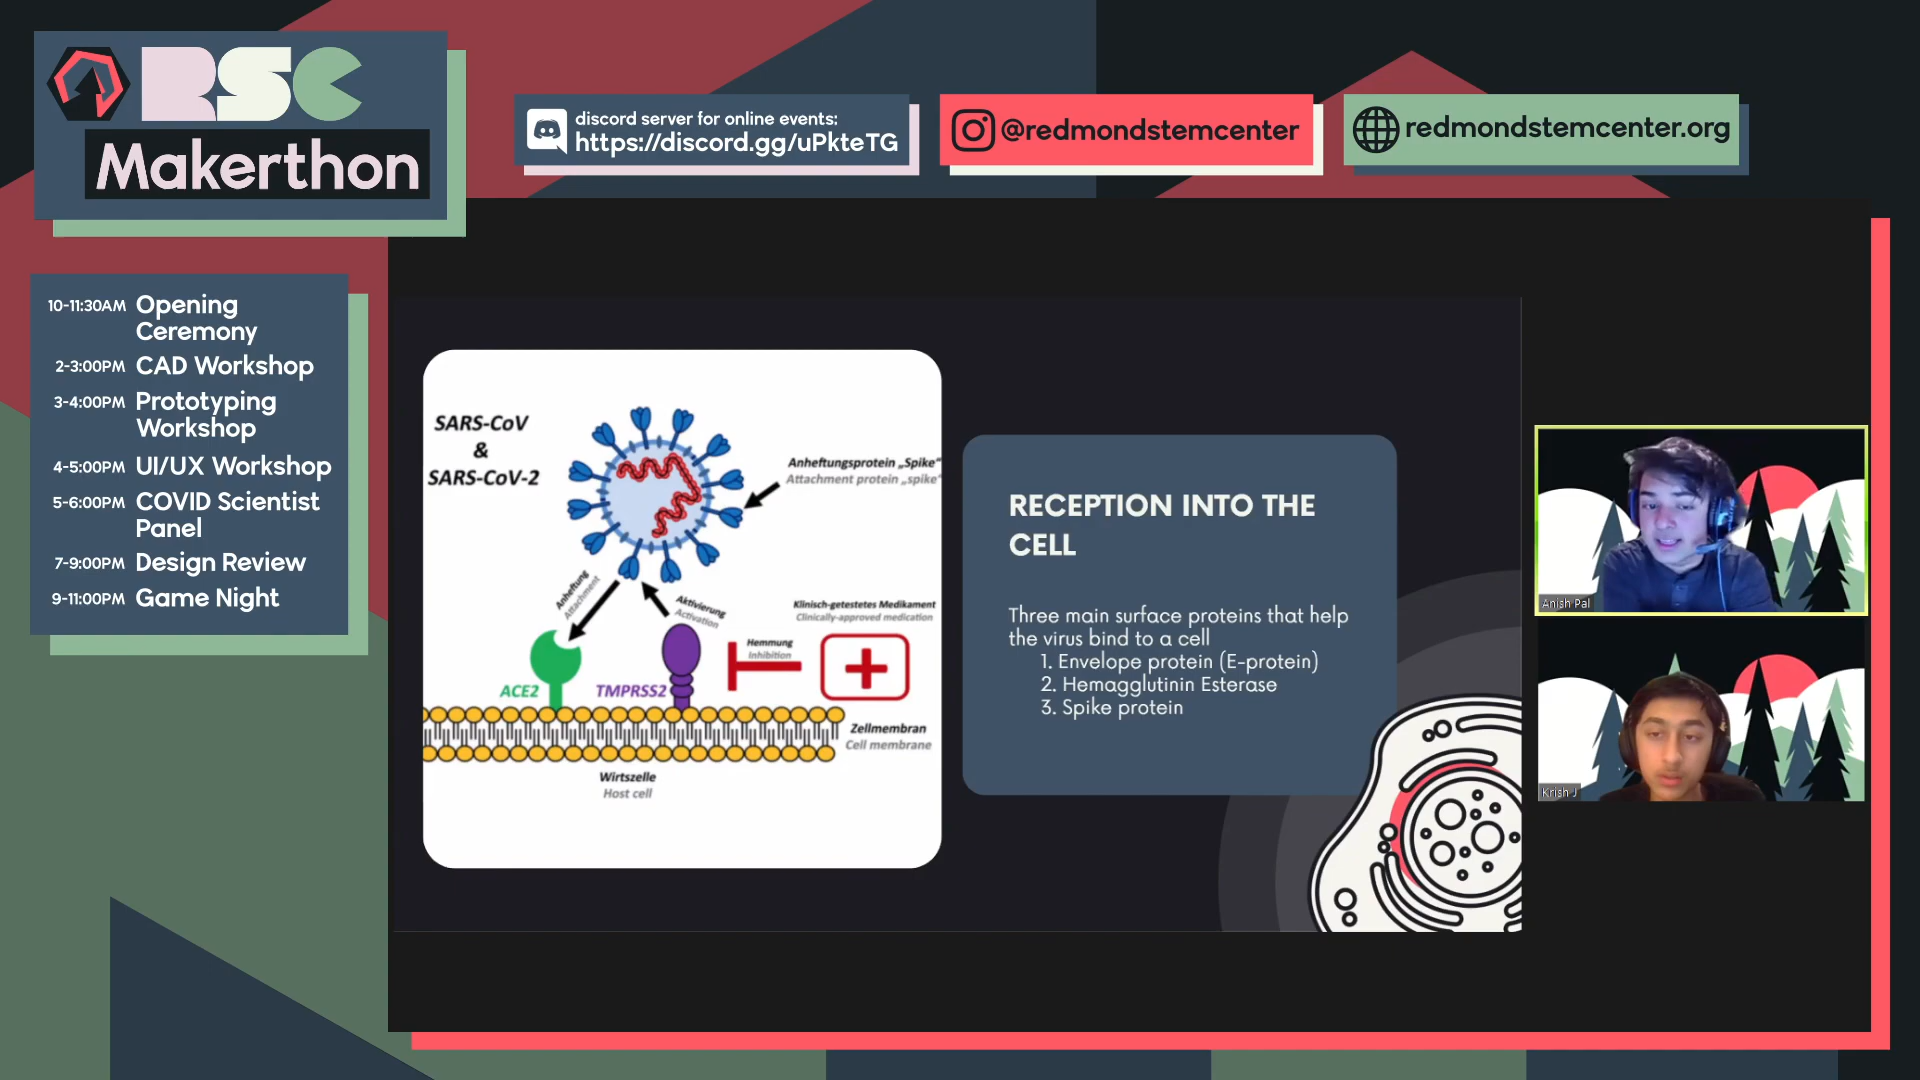 RSC
Makerthon
discord server for online events:
https://discord.gg/uPkteTG
@redmondstemcenter
redmondstemcenter.org
10-11:30AM Opening
Ceremony
2-3:00PM CAD Workshop
3-4:00PM Prototyping
Workshop
4-5:00PM UI/UX Workshop
5-6:00PM COVID Scientist
Panel
7-9:00PM Design Review
9-11:00PM Game Night
SARS-CoV
&
SARS-CoV-2
Anheftungsprotein „Spike“
Attachment protein „spike“
Anheftung
Attachment
Aktivierung
Activation
Klinisch-getestetes Medikament
Clinically-approved medication
Hemmung
Inhibition
ACE2
TMPRSS2
Zellmembran
Cell membrane
Wirtszelle
Host cell
RECEPTION INTO THE
CELL
Three main surface proteins that help
the virus bind to a cell
1. Envelope protein (E-protein)
2. Hemagglutinin Esterase
3. Spike protein
Anish Pal
Krish J